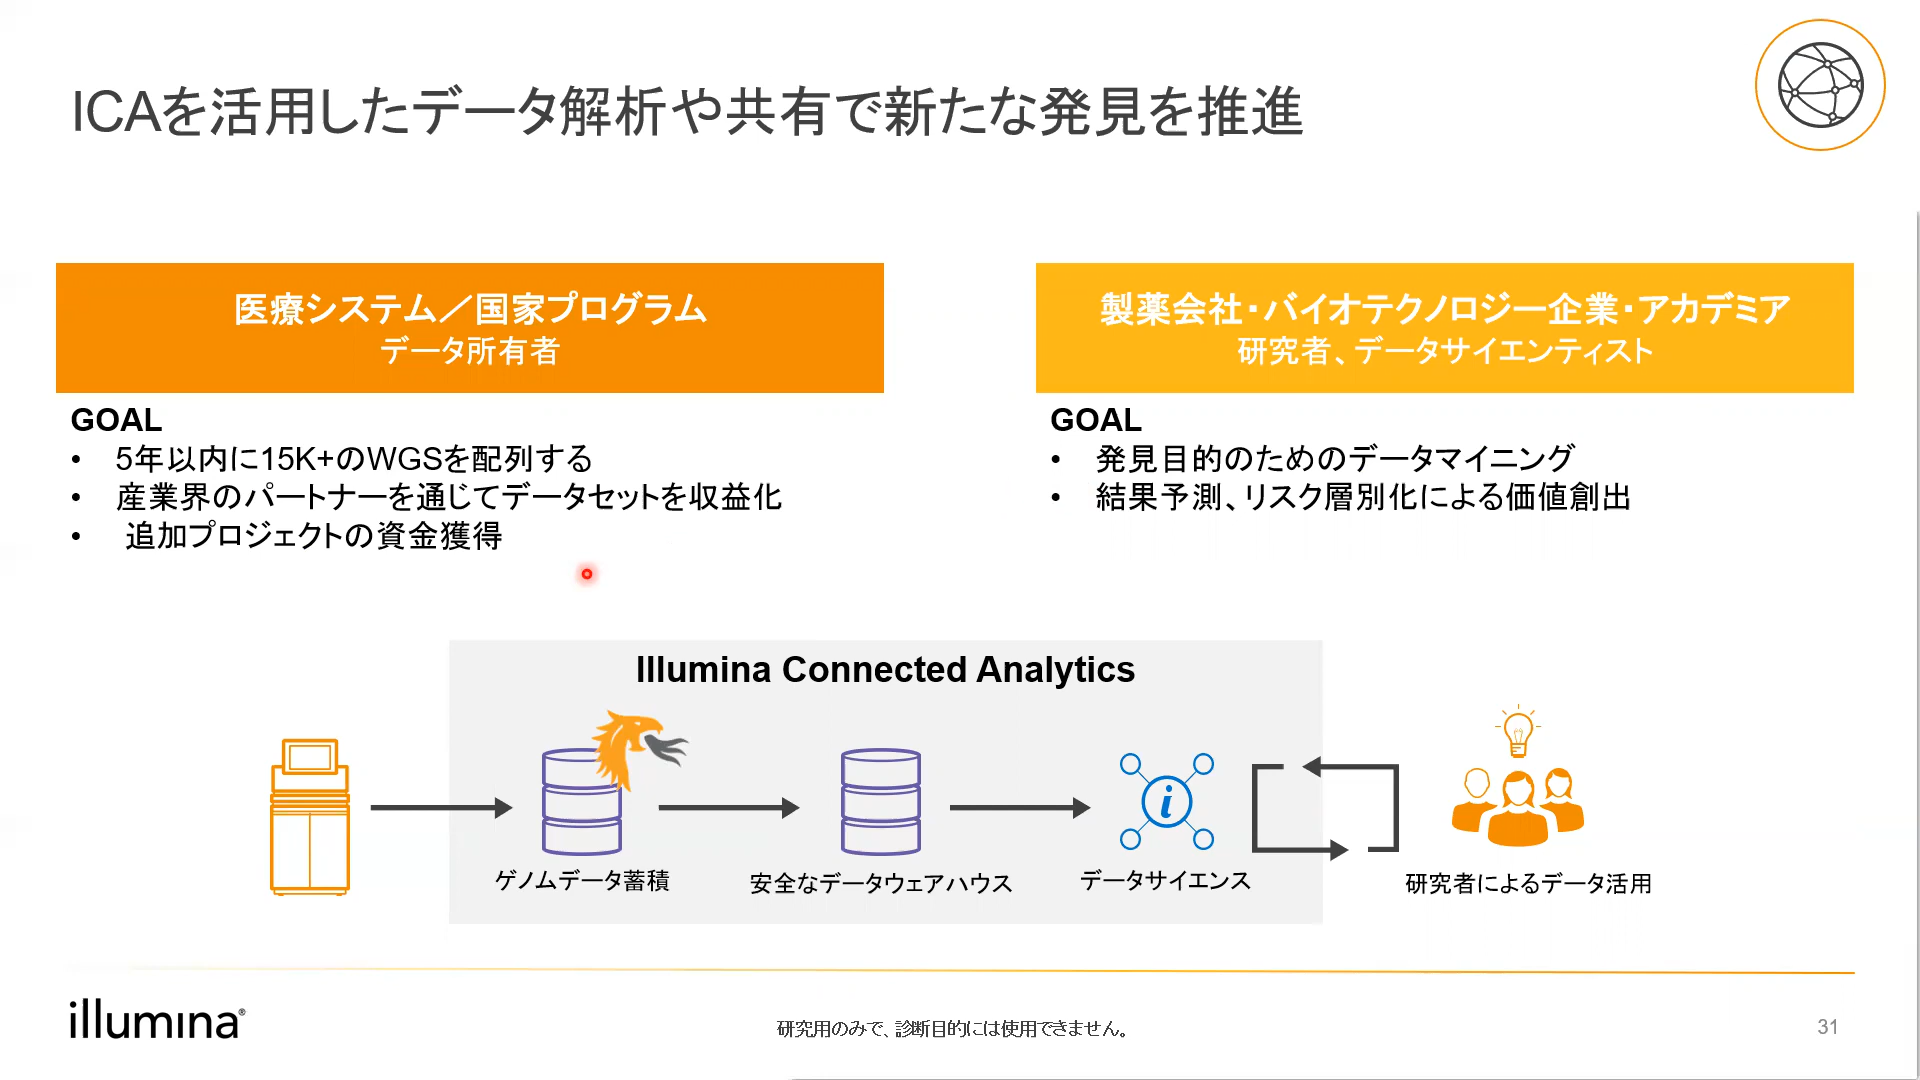 ICAを活用したデータ解析や共有で新たな発見を推進
医療システム／国家プログラム
データ所有者
GOAL
• 5年以内に15K+のWGSを配列する
• 産業界のパートナーを通じてデータセットを収益化
• 追加プロジェクトの資金獲得
製薬会社・バイオテクノロジー企業・アカデミア
研究者、データサイエンティスト
GOAL
• 発見目的のためのデータマイニング
• 結果予測、リスク層別化による価値創出
Illumina Connected Analytics
i
ゲノムデータ蓄積
安全なデータウェアハウス
データサイエンス
研究者によるデータ活用
illumına®
研究用のみで、診断目的には使用できません。
31